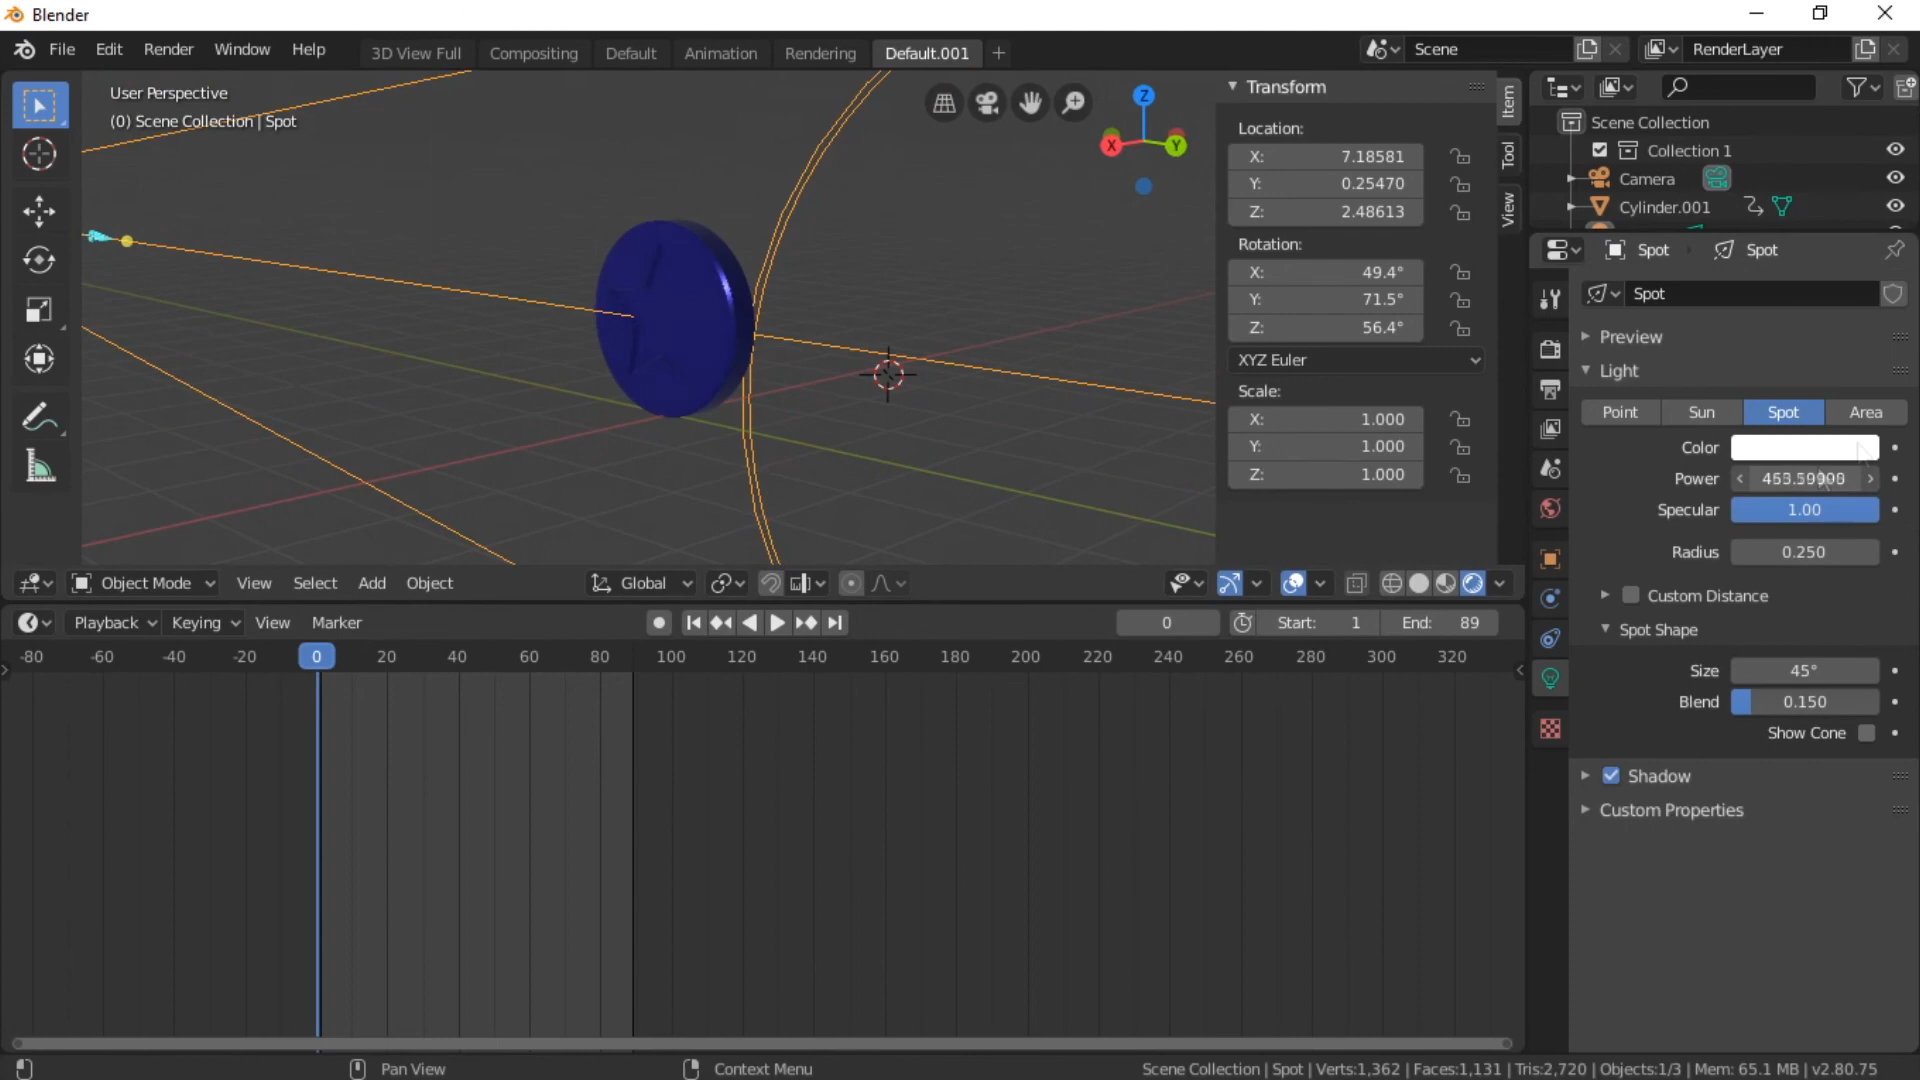 Blender
File Edit Render Window Help
3D View Full Compositing Default Animation Rendering Default.001 +
Scene RenderLayer
User Perspective
(0) Scene Collection | Spot
Z
X Y
Transform
Location:
X: 7.18581
Y: 0.25470
Z: 2.48613
Rotation:
X: 49.4°
Y: 71.5°
Z: 56.4°
XYZ Euler
Scale:
X: 1.000
Y: 1.000
Z: 1.000
Item
Tool
View
Scene Collection
Collection 1
Camera
Cylinder.001
Spot Spot
Spot
Preview
Light
Point Sun Spot Area
Color
Power
Specular 1.00
Radius 0.250
Custom Distance
Spot Shape
Size 45°
Blend 0.150
Show Cone
Shadow
Custom Properties
Object Mode View Select Add Object Global
Playback Keying View Marker 0 Start: 1 End: 89
-80 -60 -40 -20 0 20 40 60 80 100 120 140 160 180 200 220 240 260 280 300 320
Pan View Context Menu Scene Collection | Spot | Verts:1,362 | Faces:1,131 | Tris:2,720 | Objects:1/3 | Mem: 65.1 MB | v2.80.75